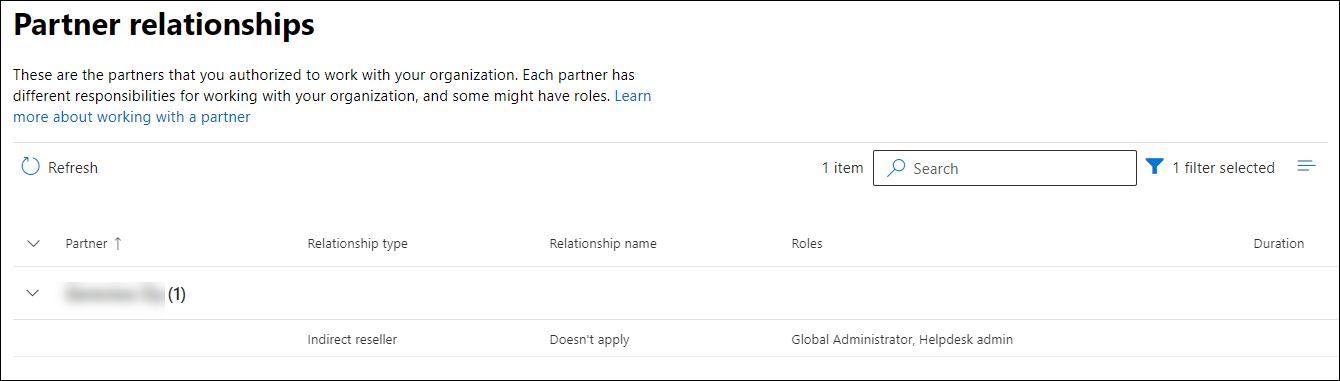 Partner relationships
These are the partners that you authorized to work with your organization. Each partner has
different responsibilities for working with your organization, and some might have roles. Learn
more about working with a partner
Refresh
1 item
Search
1 filter selected
Partner ↑ Relationship type Relationship name Roles Duration
(1)
Indirect reseller Doesn't apply Global Administrator, Helpdesk admin